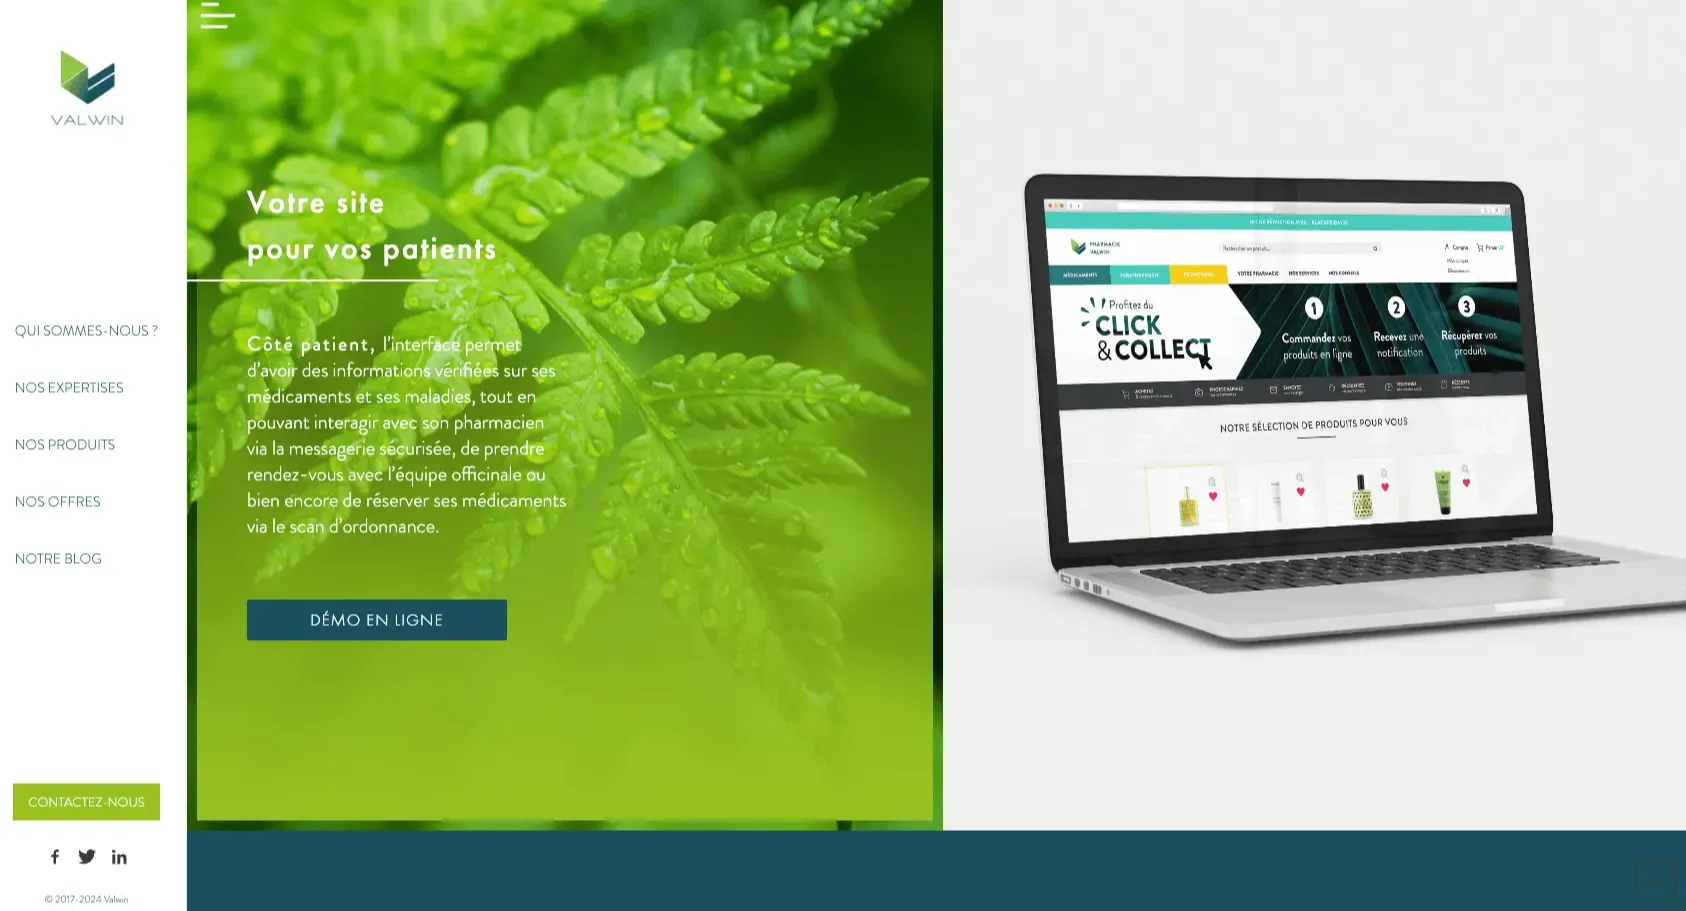 VALWIN
QUI SOMMES-NOUS ?
NOS EXPERTISES
NOS PRODUITS
NOS OFFRES
NOTRE BLOG
CONTACTEZ-NOUS
© 2017-2024 Valwin
Votre site
pour vos patients
Côté patient, l'interface permet
d'avoir des informations vérifiées sur ses
médicaments et ses maladies, tout en
pouvant interagir avec son pharmacien
via la messagerie sécurisée, de prendre
rendez-vous avec l'équipe officinale ou
bien encore de réserver ses médicaments
via le scan d'ordonnance.
DÉMO EN LIGNE
PHARMACIE
VALWIN
Rechercher un produit...
Compte
Panier
MÉDICAMENTS
PARAPHARMACIE
PROMOTIONS
VOTRE PHARMACIE
NOS SERVICES
NOS CONSEILS
Profitez du
CLICK
& COLLECT
1
Commandez vos
produits en ligne
2
Recevez une
notification
3
Récupérez vos
produits
NOTRE SÉLECTION DE PRODUITS POUR VOUS